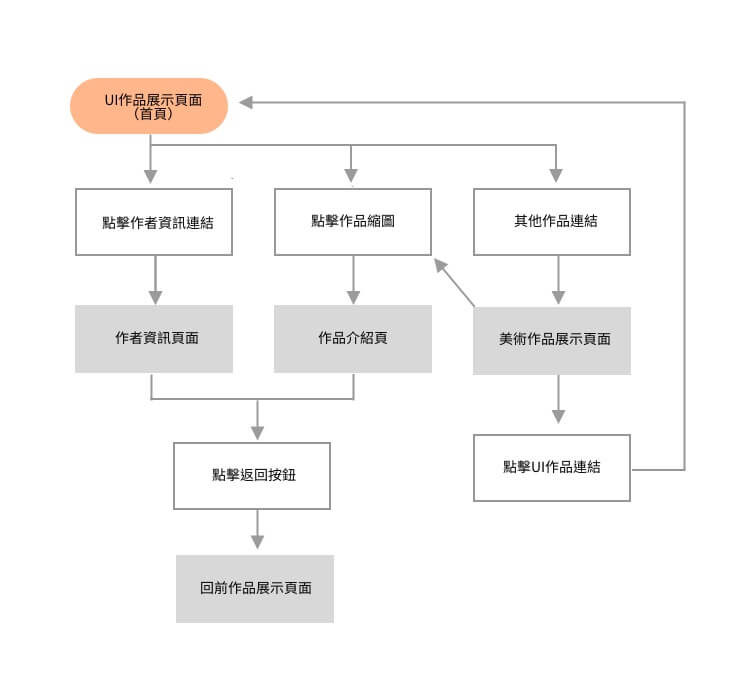 UI作品展示頁面
（首頁）
點擊作者資訊連結
點擊作品縮圖
其他作品連結
作者資訊頁面
作品介紹頁
美術作品展示頁面
點擊返回按鈕
點擊UI作品連結
回前作品展示頁面